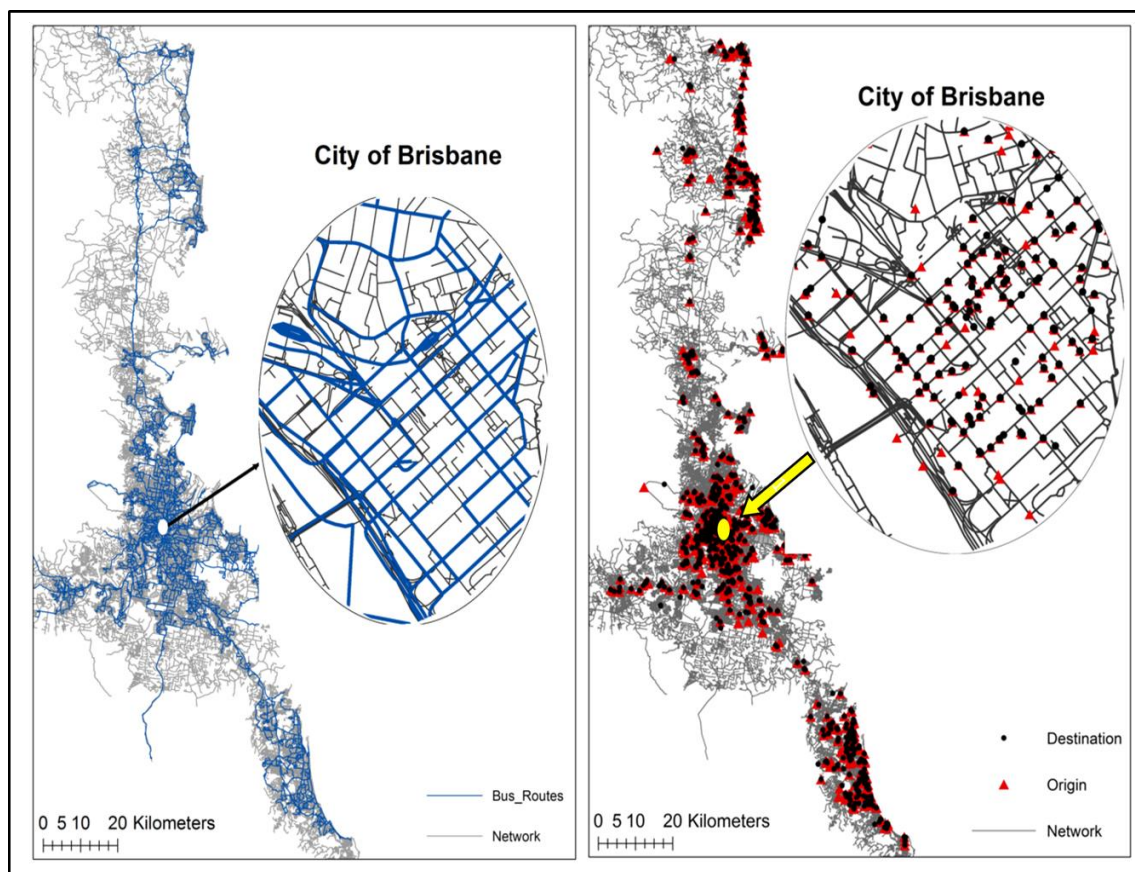 City of Brisbane
Bus_Routes
0 5 10 20 Kilometers
Network
City of Brisbane
Destination
Origin
0 5 10 20 Kilometers
Network